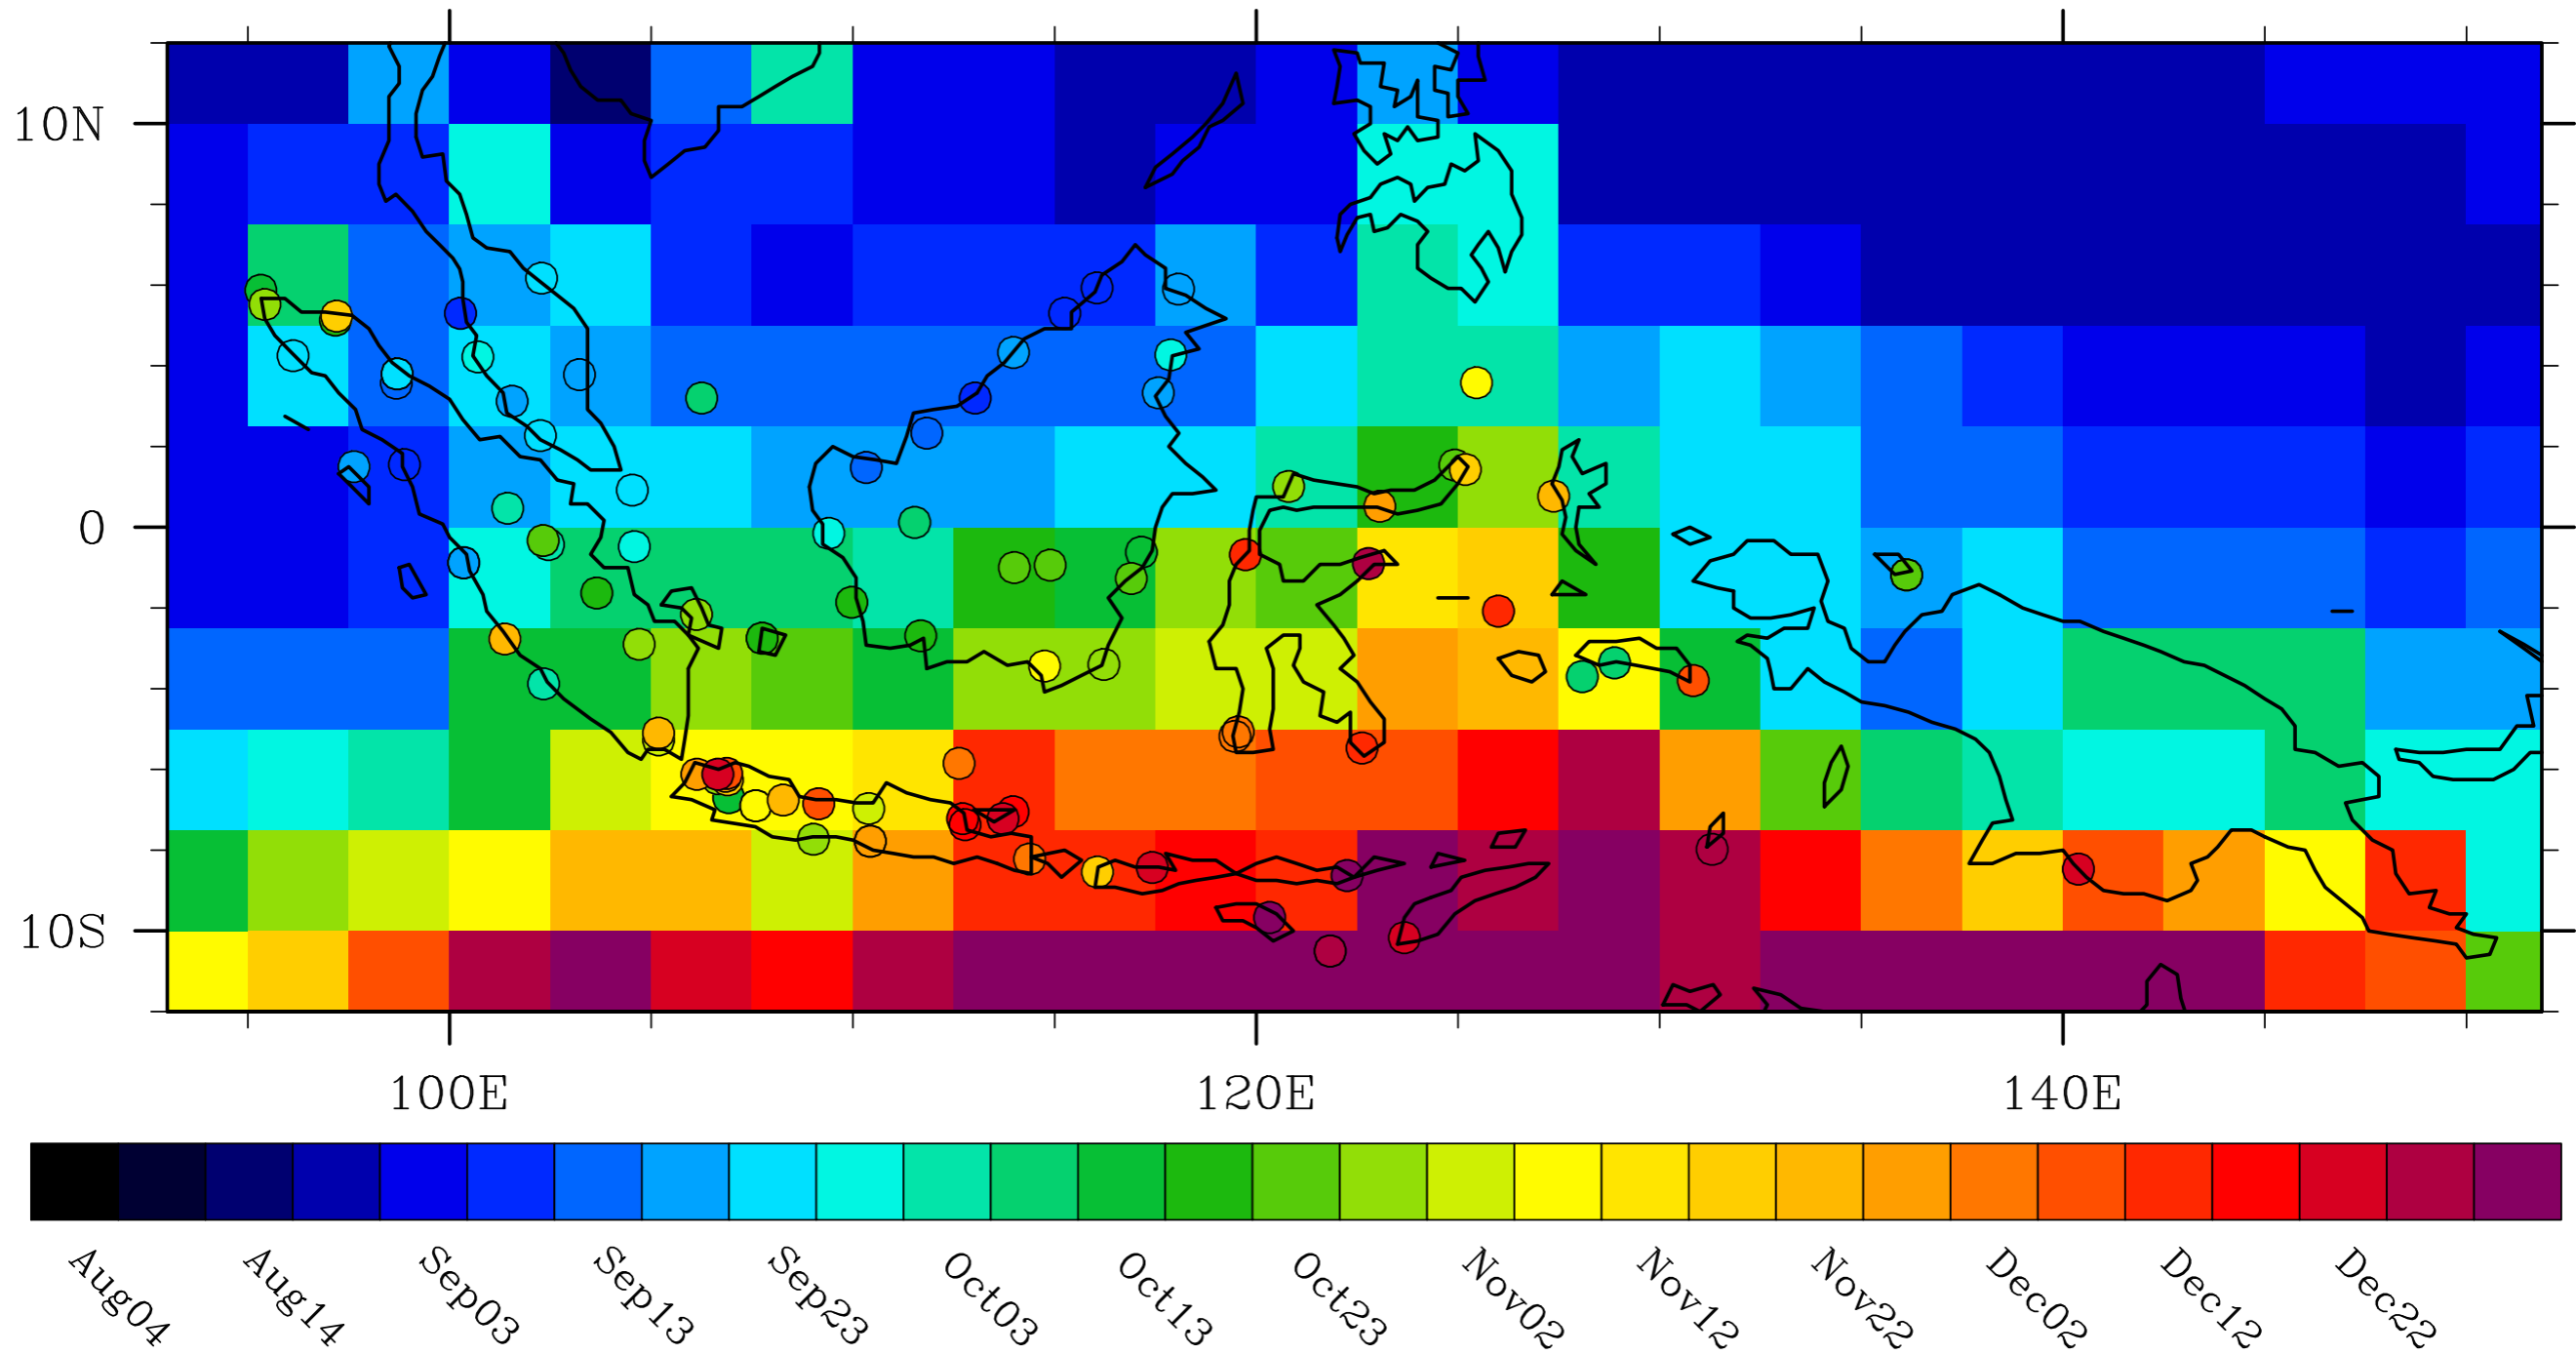 10N
0
10S
100E 120E 140E
Aug04 Aug14 Sep03 Sep13 Sep23 Oct03 Oct13 Oct23 Nov02 Nov12 Nov22 Dec02 Dec12 Dec22